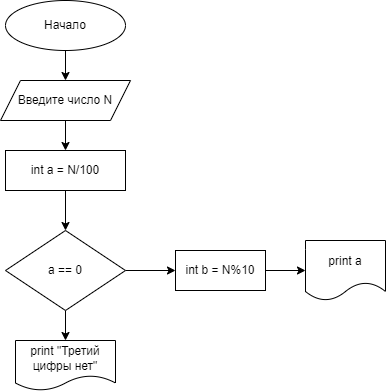 Начало
Введите число N
int a = N/100
a == 0
int b = N%10
print a
print "Третий
цифры нет"